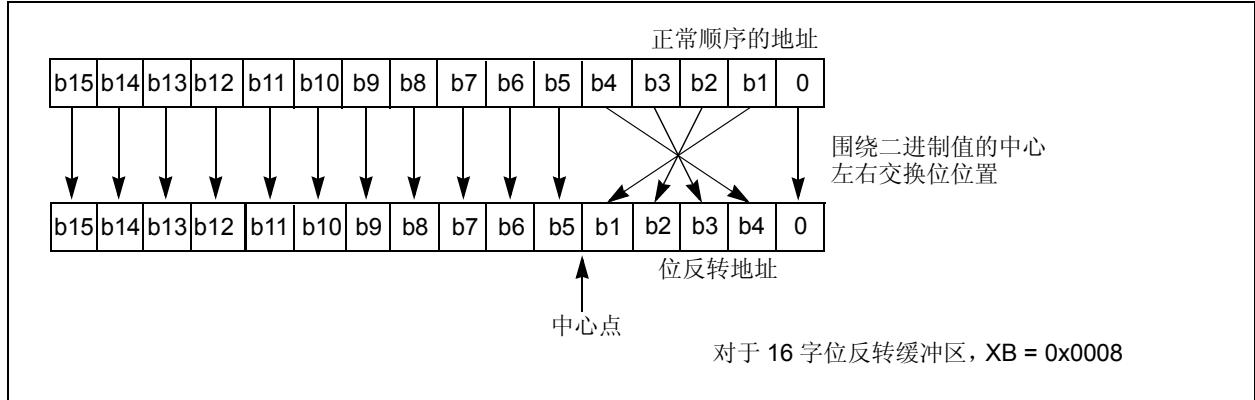 正常顺序的地址
b15 b14 b13 b12 b11 b10 b9 b8 b7 b6 b5 b4 b3 b2 b1 0
围绕二进制值的中心
左右交换位位置
b15 b14 b13 b12 b11 b10 b9 b8 b7 b6 b5 b1 b2 b3 b4 0
位反转地址
中心点
对于 16 字位反转缓冲区，XB = 0x0008